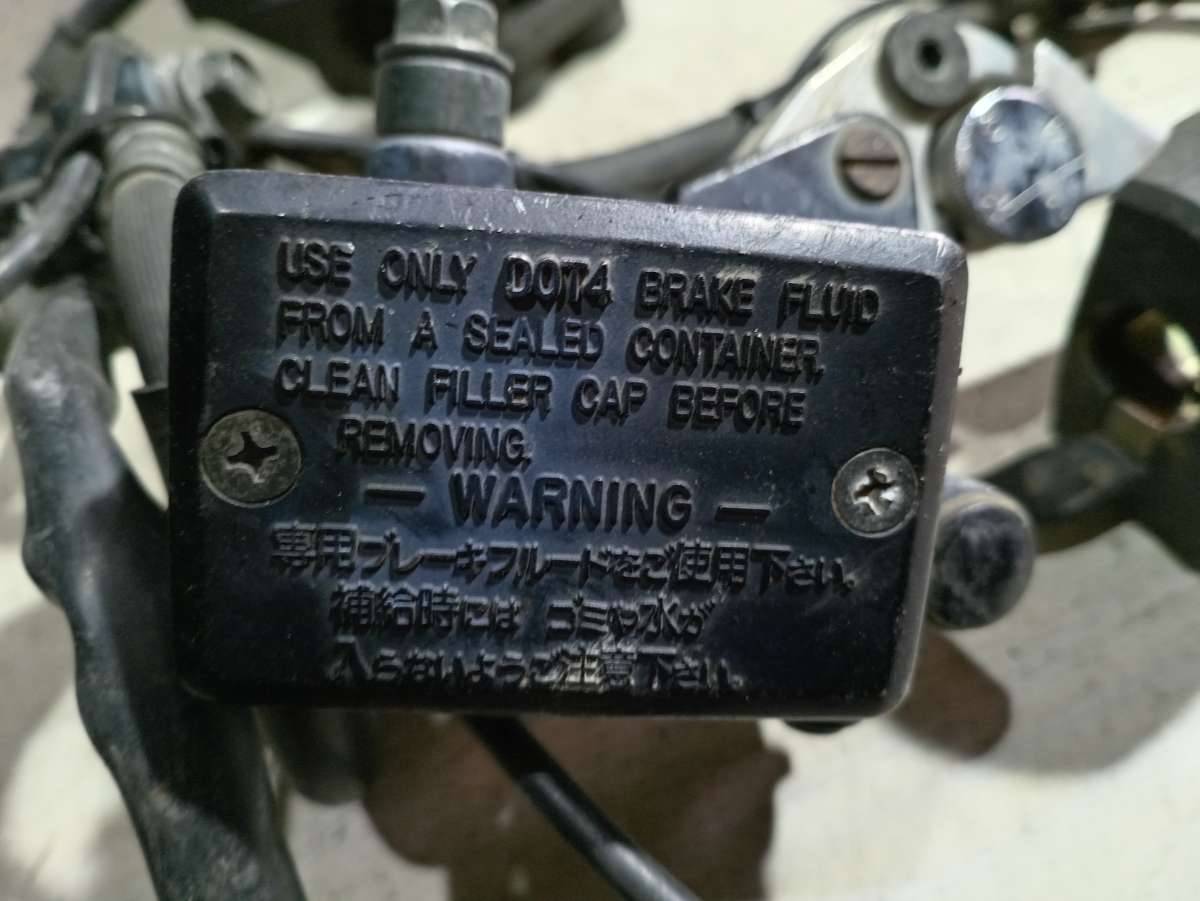 USE ONLY DOT4 BRAKE FLUID
FROM A SEALED CONTAINER.
CLEAN FILLER CAP BEFORE
REMOVING.
— WARNING —
専用ブレーキフルードをご使用下さい。
補給時には ゴミや水が
入らないようご注意下さい。